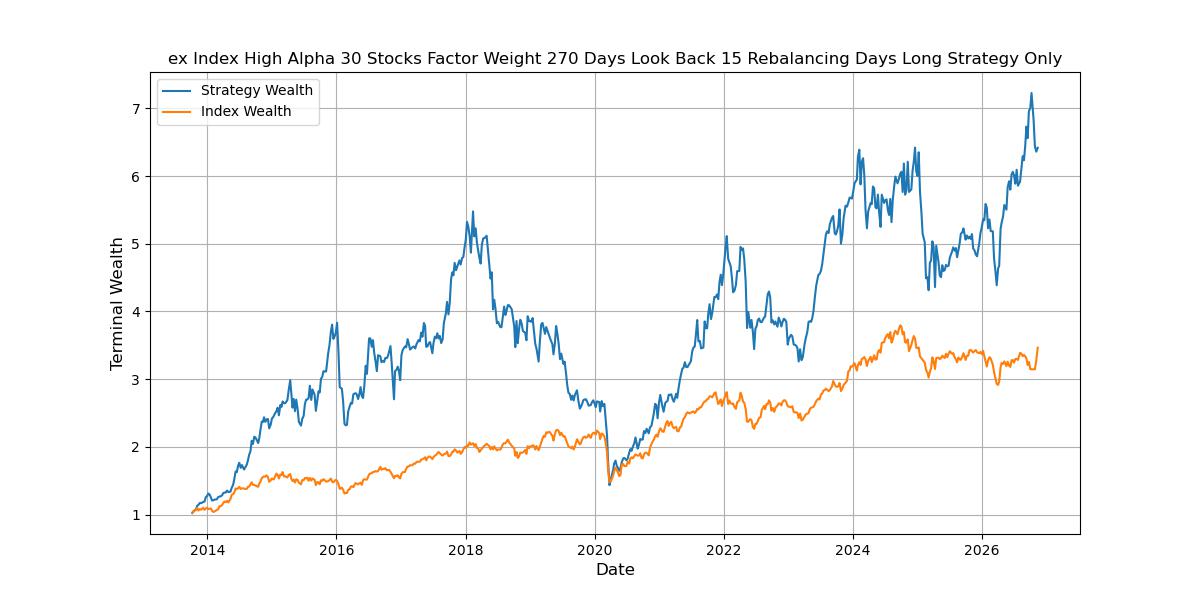 ex Index High Alpha 30 Stocks Factor Weight 270 Days Look Back 15 Rebalancing Days Long Strategy Only
Strategy Wealth
Index Wealth
Terminal Wealth
7
6
5
4
3
2
1
2014 2016 2018 2020 2022 2024 2026
Date